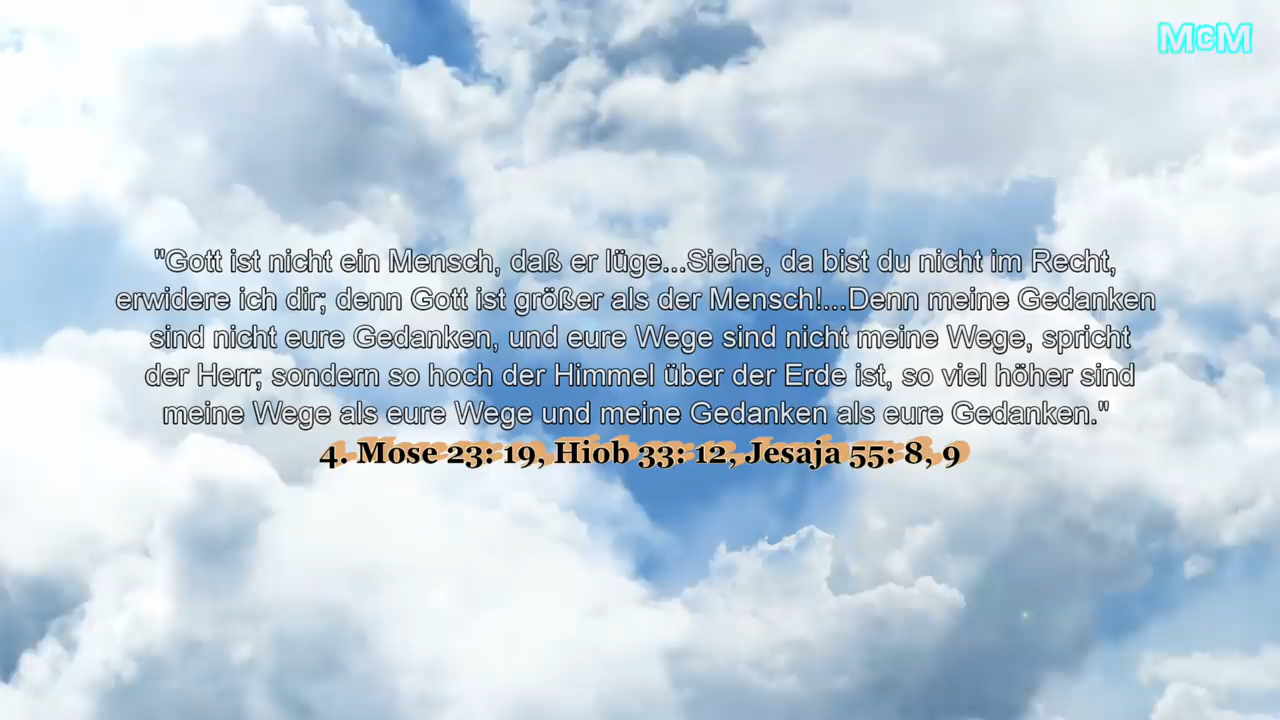 McM
"Gott ist nicht ein Mensch, daß er lüge...Siehe, da bist du nicht im Recht,
erwidere ich dir; denn Gott ist größer als der Mensch!...Denn meine Gedanken
sind nicht eure Gedanken, und eure Wege sind nicht meine Wege, spricht
der Herr; sondern so hoch der Himmel über der Erde ist, so viel höher sind
meine Wege als eure Wege und meine Gedanken als eure Gedanken."
4. Mose 23: 19, Hiob 33: 12, Jesaja 55: 8, 9